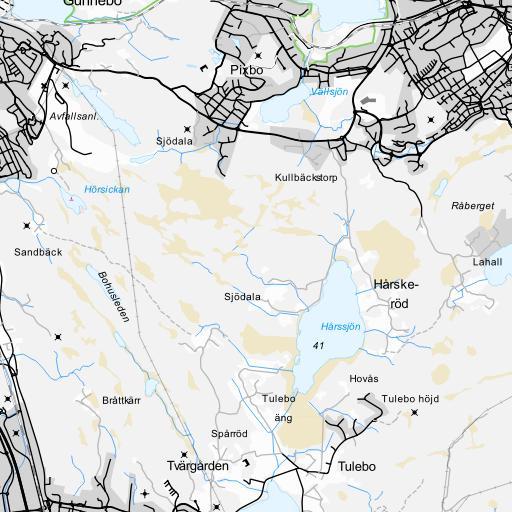 Gunnebo
Pixbo
Vällsjön
Avfallsanl.
Sjödala
Kullbäckstorp
Hörsickan
Råberget
Sandbäck
Lahall
Bohusleden
Sjödala
Hårske-
röd
Hårssjön
41
Hovås
Bråttkärr
Tulebo
äng
Tulebo höjd
Spårröd
Tvärgården
Tulebo